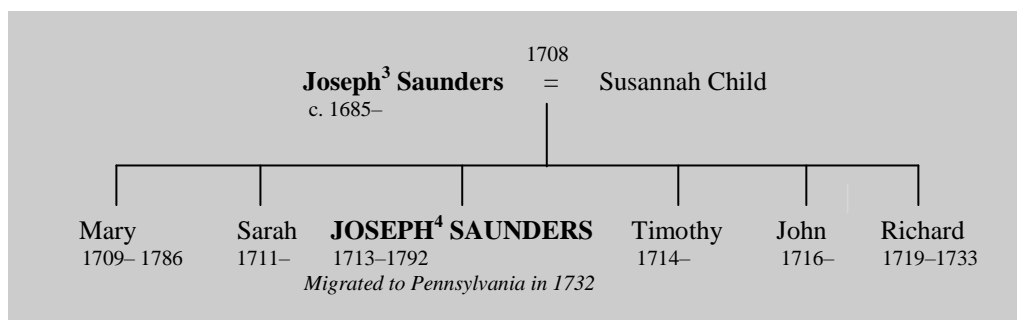 1708
Joseph³ Saunders = Susannah Child
c. 1685–
Mary Sarah JOSEPH⁴ SAUNDERS Timothy John Richard
1709– 1786 1711– 1713–1792 1714– 1716– 1719–1733
Migrated to Pennsylvania in 1732